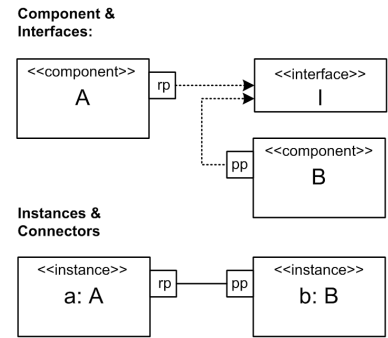 Component &
Interfaces:
<<component>>
A
rp
<<interface>>
I
<<component>>
B
pp
Instances &
Connectors
<<instance>>
a: A
rp
pp
<<instance>>
b: B